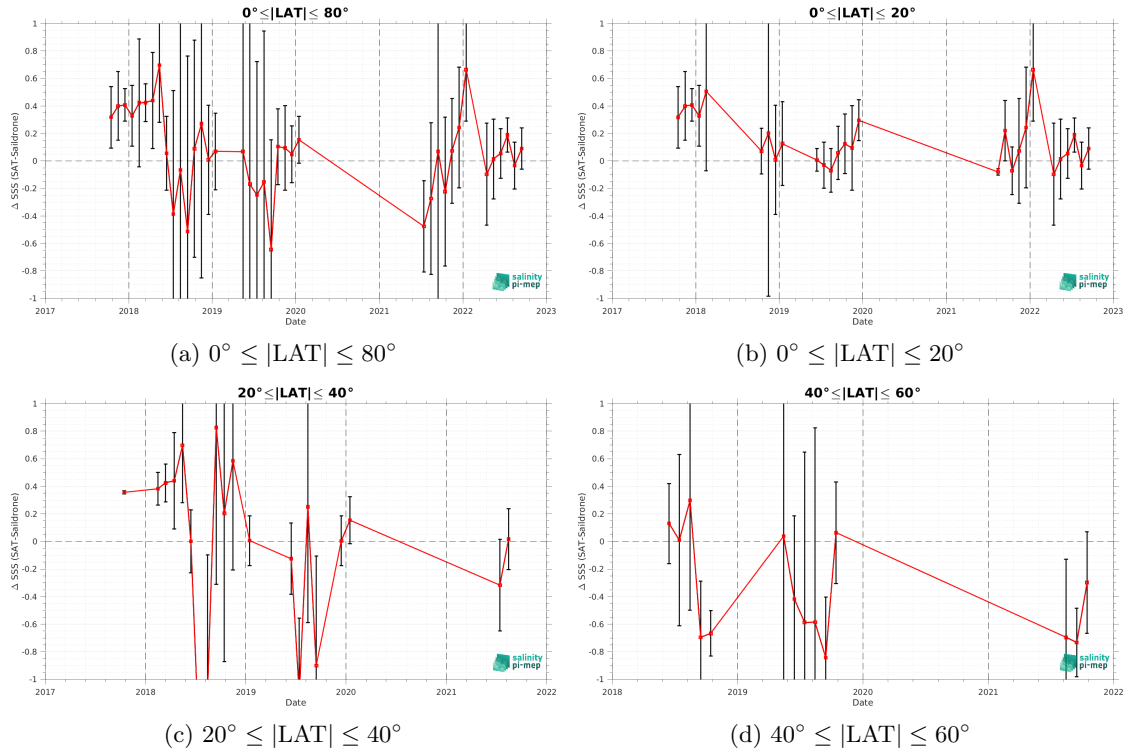 0°≤|LAT|≤ 80°
Δ SSS (SAT-Saildrone)
1
0.8
0.6
0.4
0.2
0
-0.2
-0.4
-0.6
-0.8
-1
2017 2018 2019 2020 2021 2022 2023
Date
salinity
pi-mep
(a) 0° ≤ |LAT| ≤ 80°
0°≤|LAT|≤ 20°
Δ SSS (SAT-Saildrone)
1
0.8
0.6
0.4
0.2
0
-0.2
-0.4
-0.6
-0.8
-1
2017 2018 2019 2020 2021 2022 2023
Date
salinity
pi-mep
(b) 0° ≤ |LAT| ≤ 20°
20°≤|LAT|≤ 40°
Δ SSS (SAT-Saildrone)
1
0.8
0.6
0.4
0.2
0
-0.2
-0.4
-0.6
-0.8
-1
2017 2018 2019 2020 2021 2022
Date
salinity
pi-mep
(c) 20° ≤ |LAT| ≤ 40°
40°≤|LAT|≤ 60°
Δ SSS (SAT-Saildrone)
1
0.8
0.6
0.4
0.2
0
-0.2
-0.4
-0.6
-0.8
-1
2018 2019 2020 2021 2022
Date
salinity
pi-mep
(d) 40° ≤ |LAT| ≤ 60°